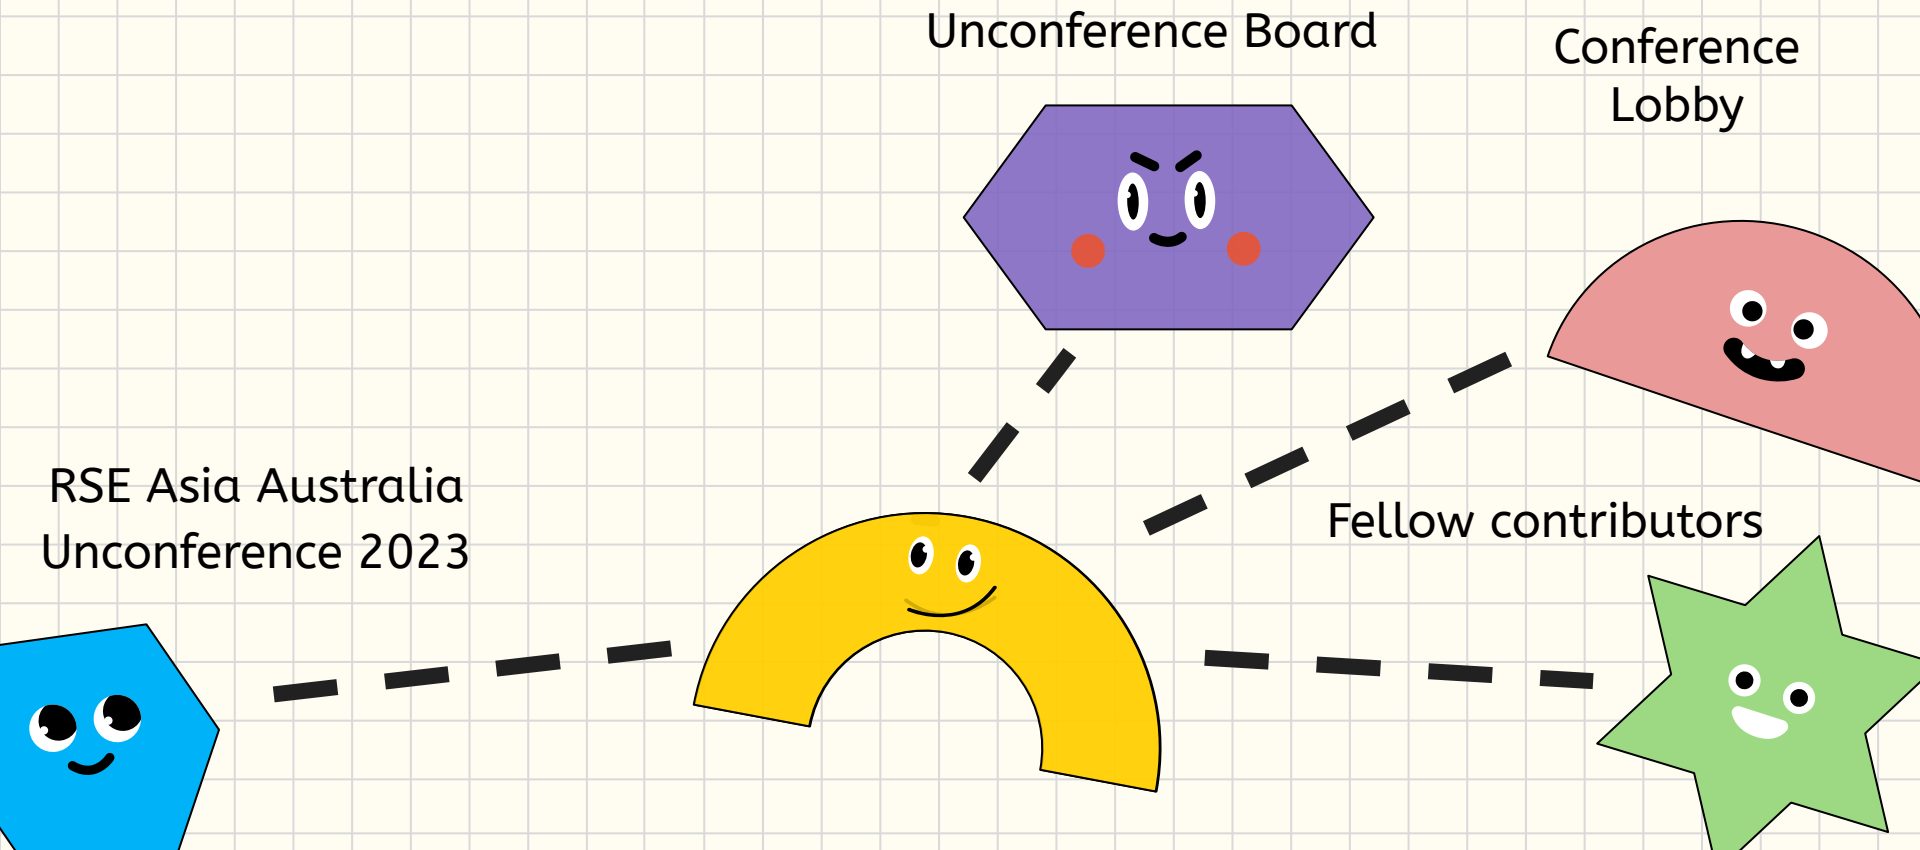 Unconference Board
Conference
Lobby
RSE Asia Australia
Unconference 2023
Fellow contributors